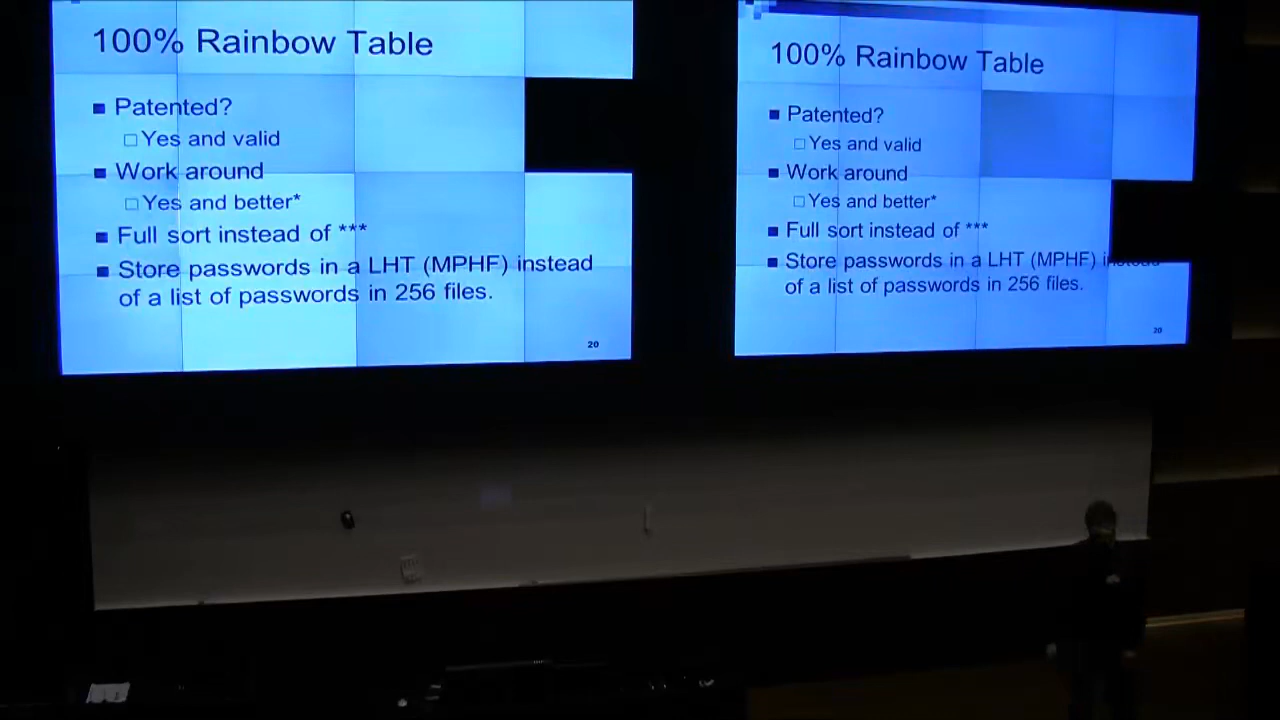 100% Rainbow Table
Patented?
Yes and valid
Work around
Yes and better*
Full sort instead of ***
Store passwords in a LHT (MPHF) instead
of a list of passwords in 256 files.
20
100% Rainbow Table
Patented?
Yes and valid
Work around
Yes and better*
Full sort instead of ***
Store passwords in a LHT (MPHF) instead
of a list of passwords in 256 files.
20